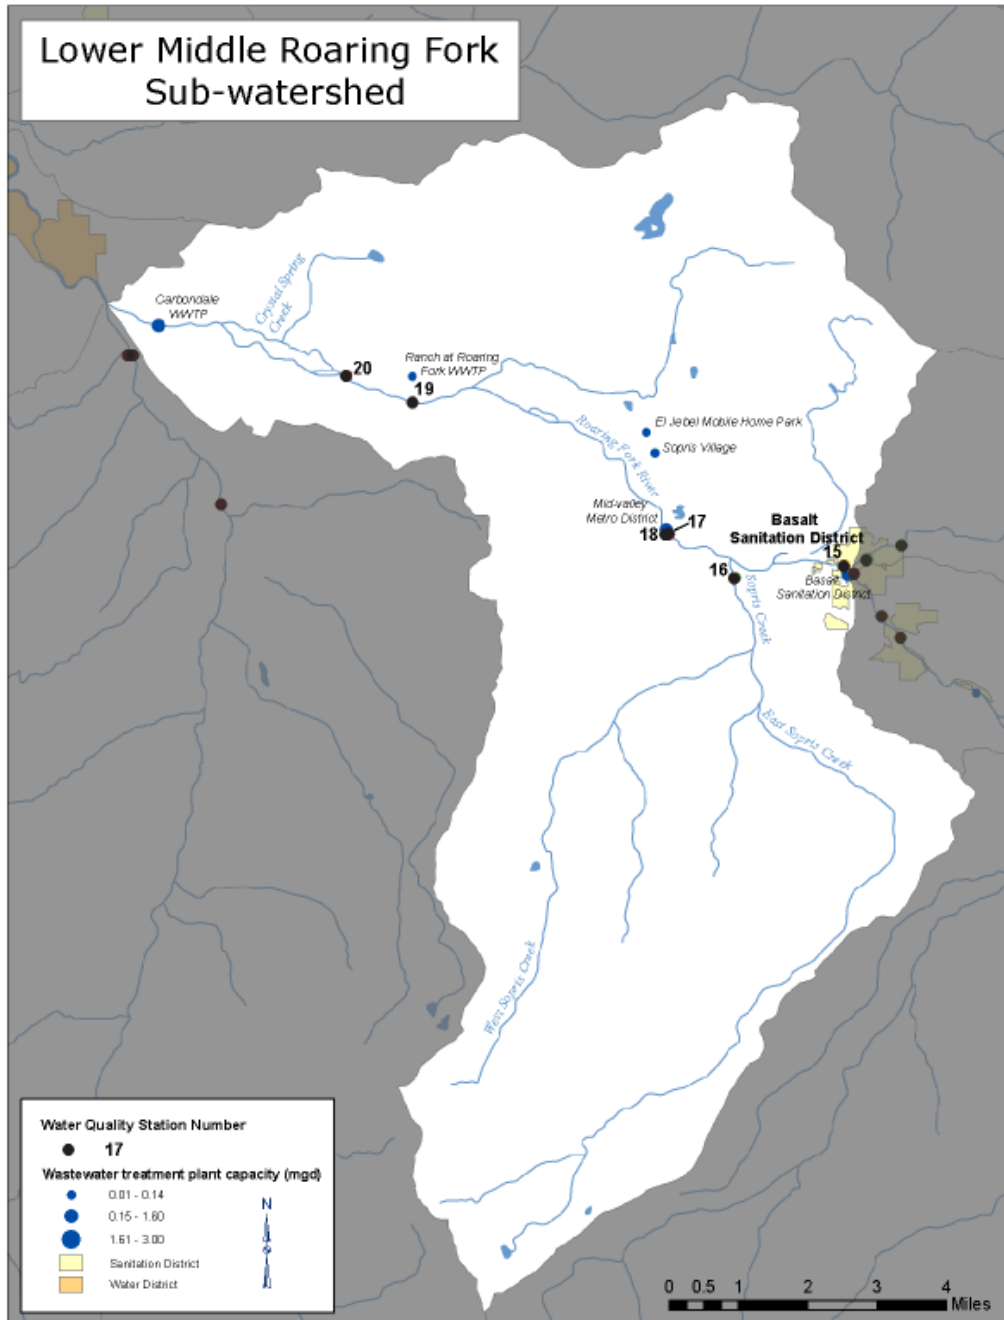 Lower Middle Roaring Fork
Sub-watershed
Carbondale
WWTP
Crystal Spring
Creek
20
Ranch at Roaring
Fork WWTP
19
El Jebel Mobile Home Park
Sopris Village
Roaring Fork River
Mid-valley
Metro District
17
18
Basalt
Sanitation District
15
16
Basalt
Sanitation District
Sopris Creek
East Sopris Creek
West Sopris Creek
Water Quality Station Number
17
Wastewater treatment plant capacity (mgd)
0.01 - 0.14
0.15 - 1.60
1.61 - 3.00
Sanitation District
Water District
N
0 0.5 1 2 3 4
Miles